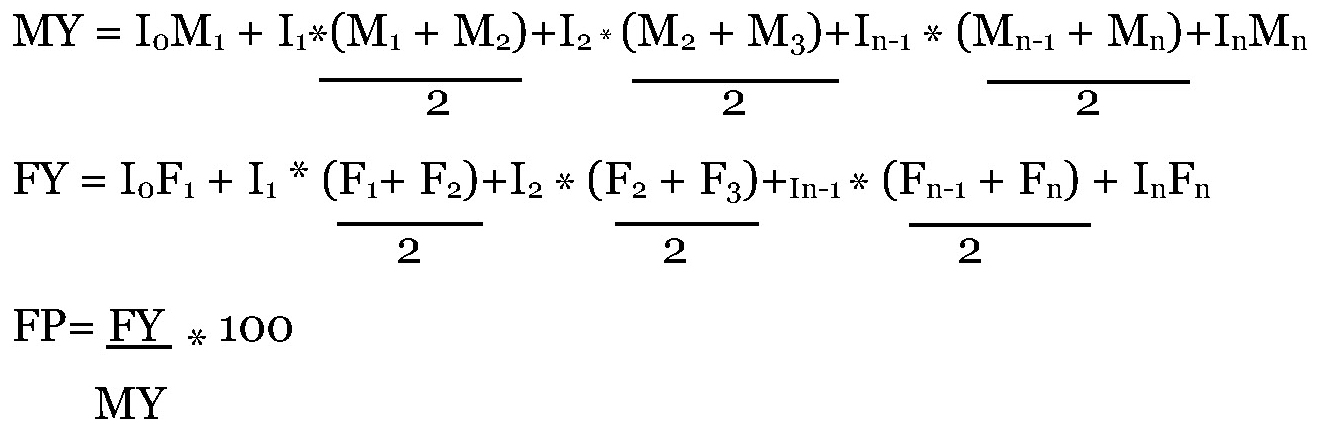 MY = I₀M₁ + I₁*(M₁ + M₂)+I₂ * (M₂ + M₃)+Iₙ₋₁ * (Mₙ₋₁ + Mₙ)+IₙMₙ
2 2 2
FY = I₀F₁ + I₁ * (F₁+ F₂)+I₂ * (F₂ + F₃)+Iₙ₋₁ * (Fₙ₋₁ + Fₙ) + IₙFₙ
2 2 2
FP= FY * 100
MY